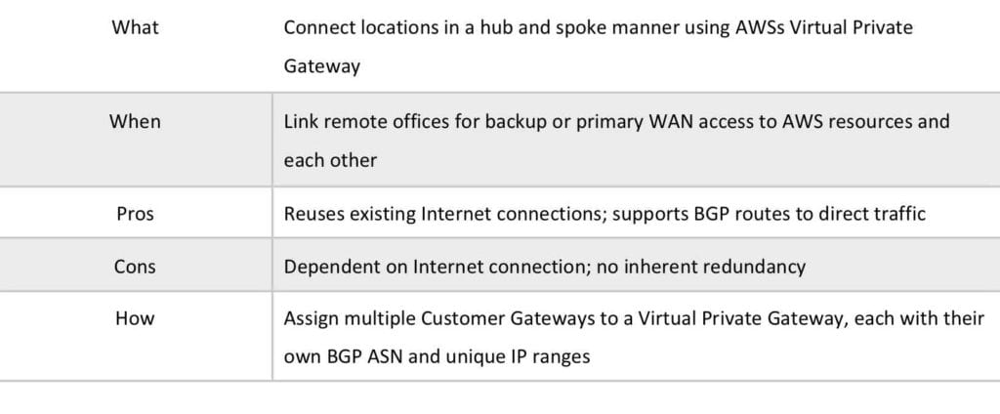 What
Connect locations in a hub and spoke manner using AWSs Virtual Private
Gateway
When
Link remote offices for backup or primary WAN access to AWS resources and
each other
Pros
Reuses existing Internet connections; supports BGP routes to direct traffic
Cons
Dependent on Internet connection; no inherent redundancy
How
Assign multiple Customer Gateways to a Virtual Private Gateway, each with their
own BGP ASN and unique IP ranges